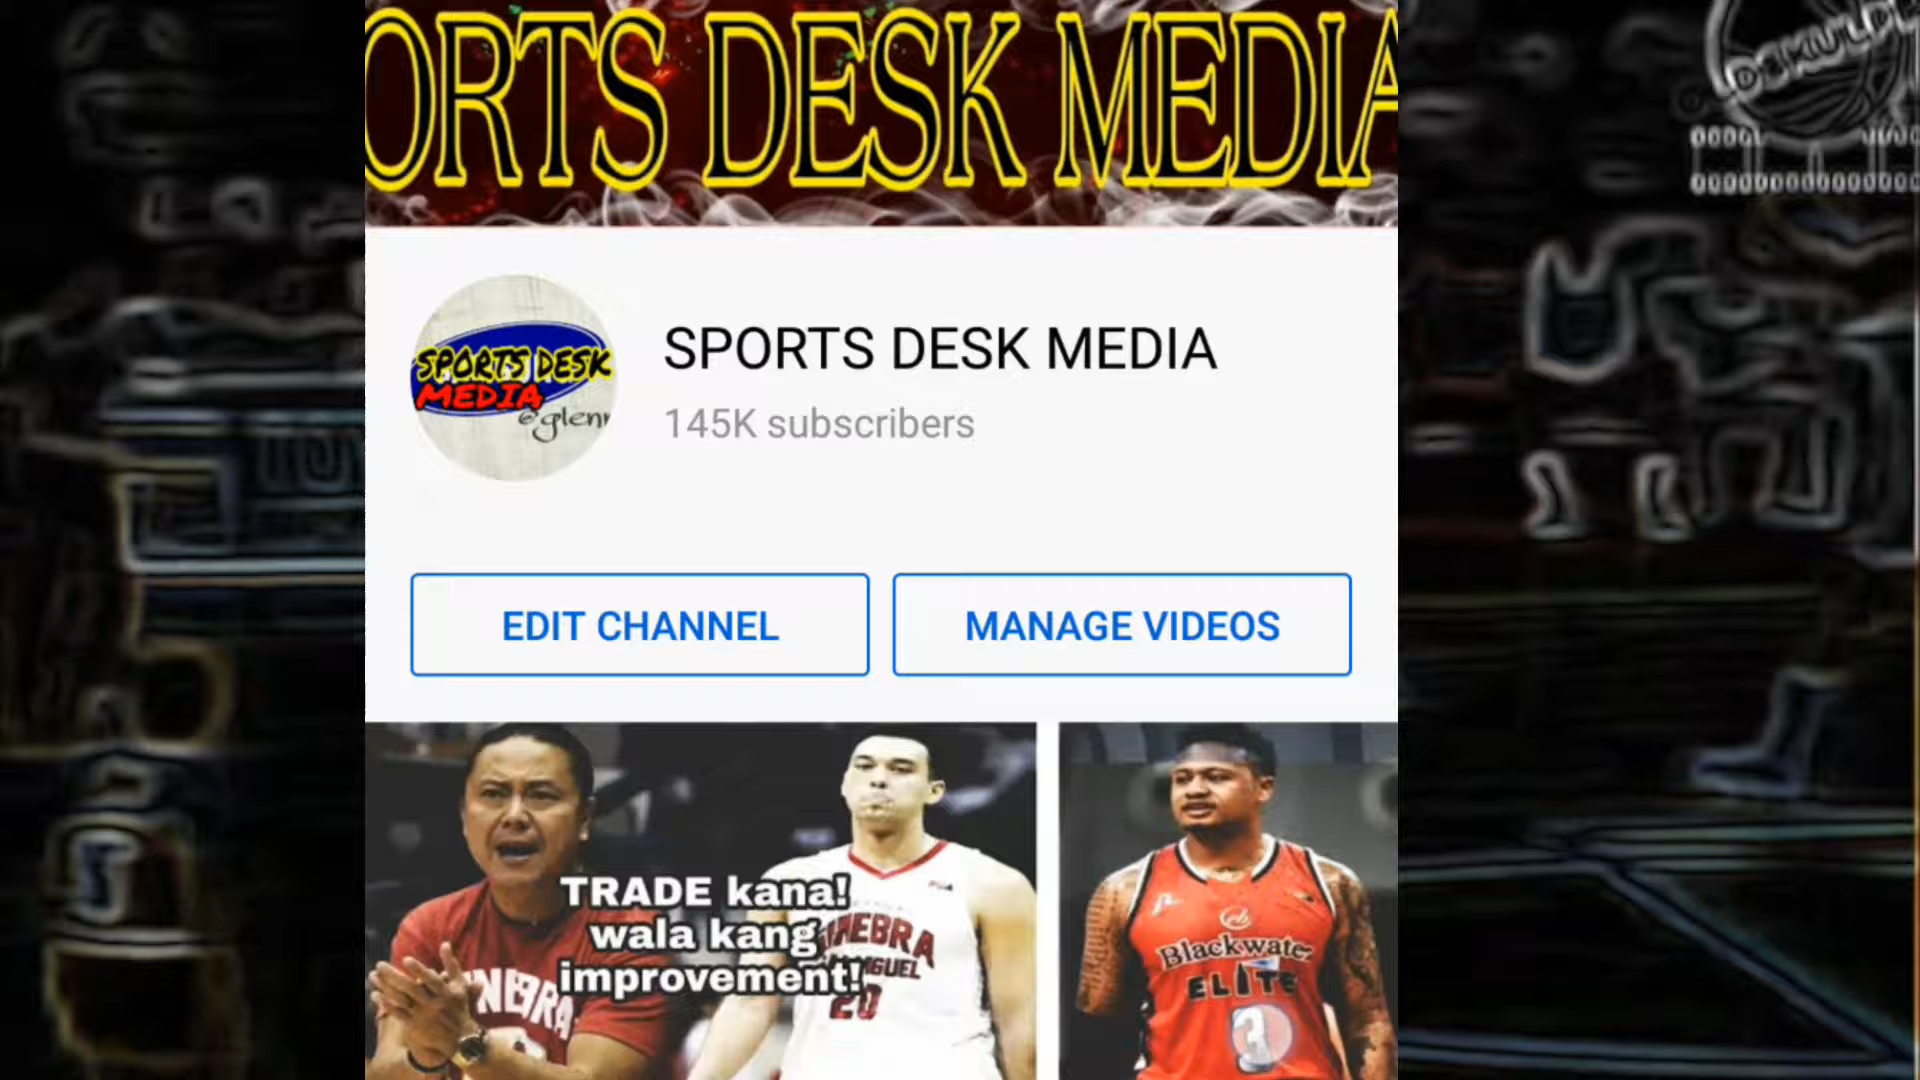 ORTS DESK MEDIA
SPORTS DESK
MEDIA
@glenn
SPORTS DESK MEDIA
145K subscribers
EDIT CHANNEL
MANAGE VIDEOS
TRADE kana!
wala kang
improvement!
Blackwater
ELITE
3
20